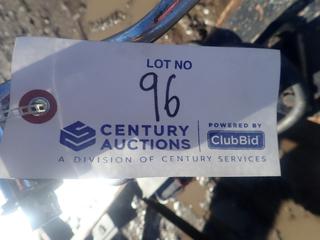 LOT NO
96
CENTURY AUCTIONS
POWERED BY
ClubBid
A DIVISION OF CENTURY SERVICES